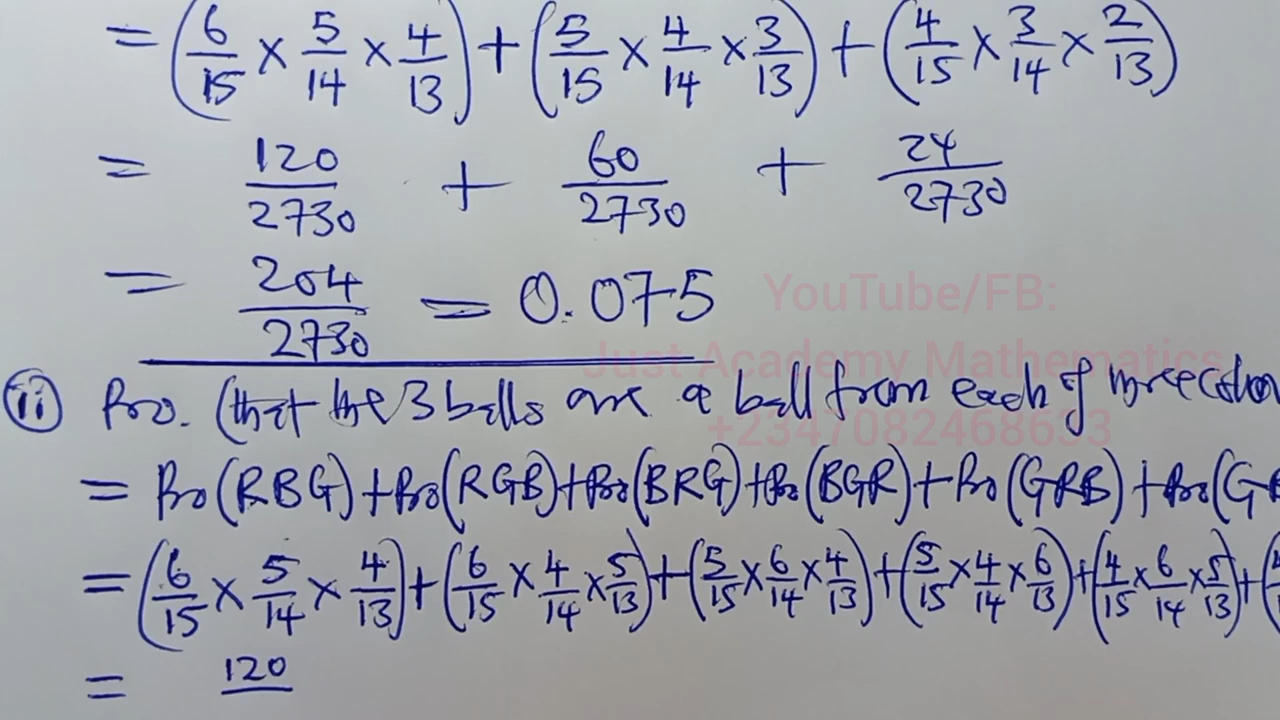 = (6/15 × 5/14 × 4/13) + (5/15 × 4/14 × 3/13) + (4/15 × 3/14 × 2/13)
= 120/2730 + 60/2730 + 24/2730
= 204/2730 = 0.075
YouTube/FB:
Just Academy Mathematics
(ii) Pro. (that the 3 balls are a ball from each of
+2347082468633
= Pro(RBG) + Pro(RGB) + Pro(BRG) + Pro(BGR) + Pro(GRB) + Pro(G
= (6/15 × 5/14 × 4/13) + (6/15 × 4/14 × 5/13) + (5/15 × 6/14 × 4/13) + (5/15 × 4/14 × 6/13) + (4/15 × 6/14 × 5/13) + (
= 120